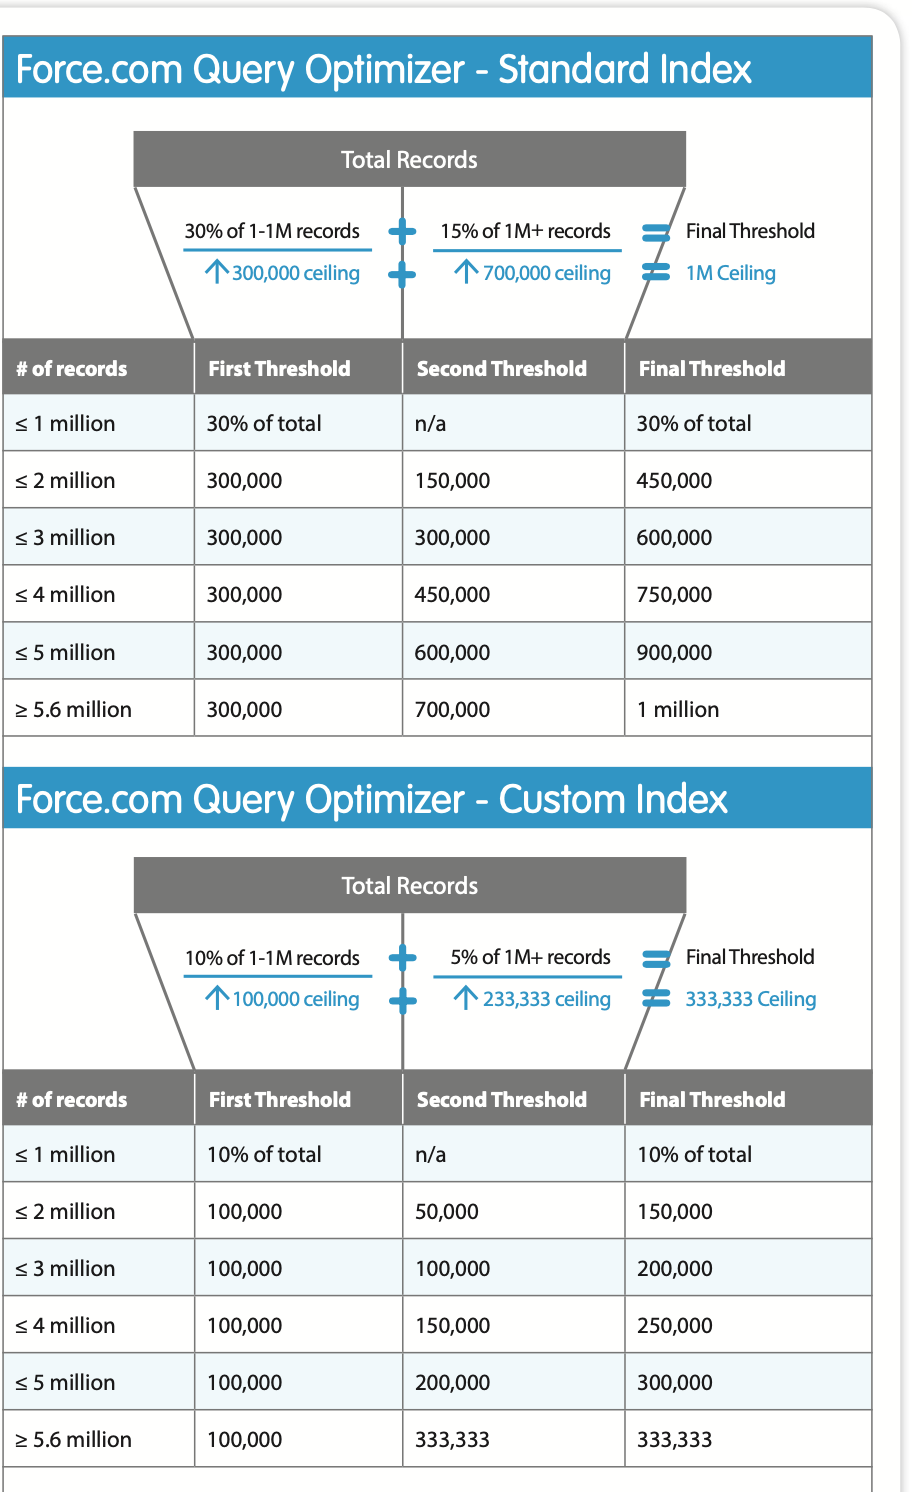 Force.com Query Optimizer - Standard Index
Total Records
30% of 1-1M records + 15% of 1M+ records = Final Threshold
↑ 300,000 ceiling + ↑ 700,000 ceiling = 1M Ceiling
# of records First Threshold Second Threshold Final Threshold
≤ 1 million 30% of total n/a 30% of total
≤ 2 million 300,000 150,000 450,000
≤ 3 million 300,000 300,000 600,000
≤ 4 million 300,000 450,000 750,000
≤ 5 million 300,000 600,000 900,000
≥ 5.6 million 300,000 700,000 1 million
Force.com Query Optimizer - Custom Index
Total Records
10% of 1-1M records + 5% of 1M+ records = Final Threshold
↑ 100,000 ceiling + ↑ 233,333 ceiling = 333,333 Ceiling
# of records First Threshold Second Threshold Final Threshold
≤ 1 million 10% of total n/a 10% of total
≤ 2 million 100,000 50,000 150,000
≤ 3 million 100,000 100,000 200,000
≤ 4 million 100,000 150,000 250,000
≤ 5 million 100,000 200,000 300,000
≥ 5.6 million 100,000 333,333 333,333